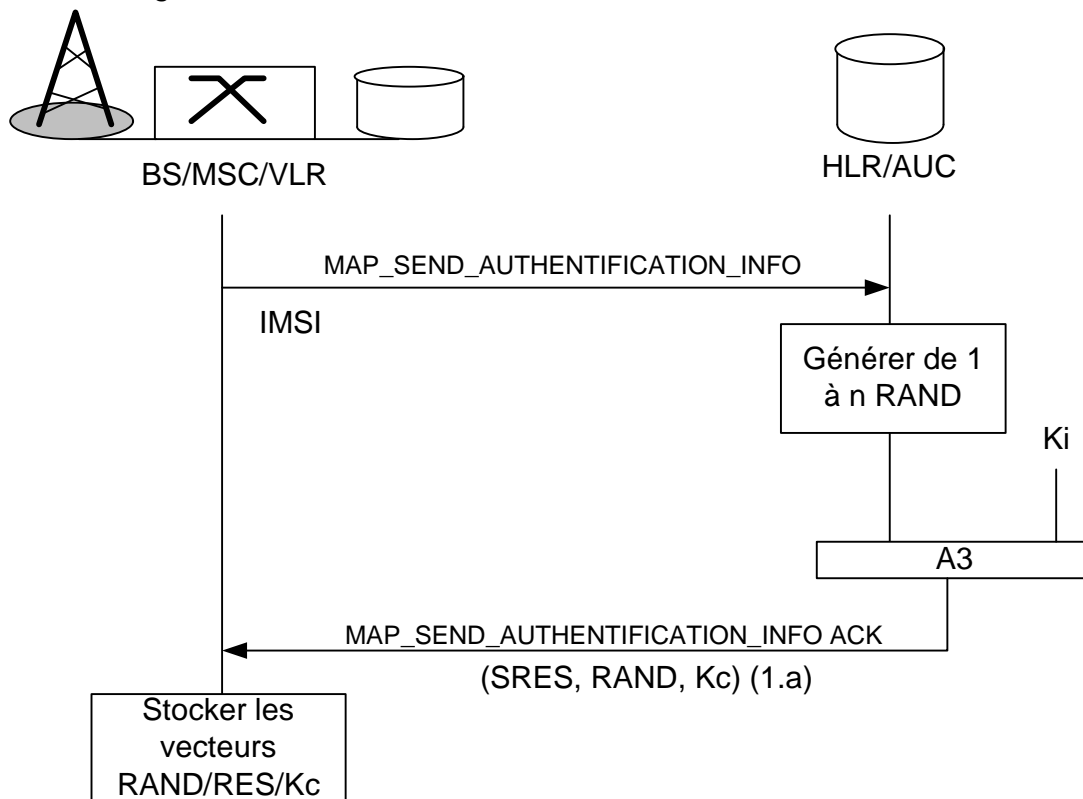 BS/MSC/VLR
HLR/AUC
MAP_SEND_AUTHENTIFICATION_INFO
IMSI
Générer de 1
à n RAND
Ki
A3
MAP_SEND_AUTHENTIFICATION_INFO ACK
(SRES, RAND, Kc) (1.a)
Stocker les
vecteurs
RAND/RES/Kc